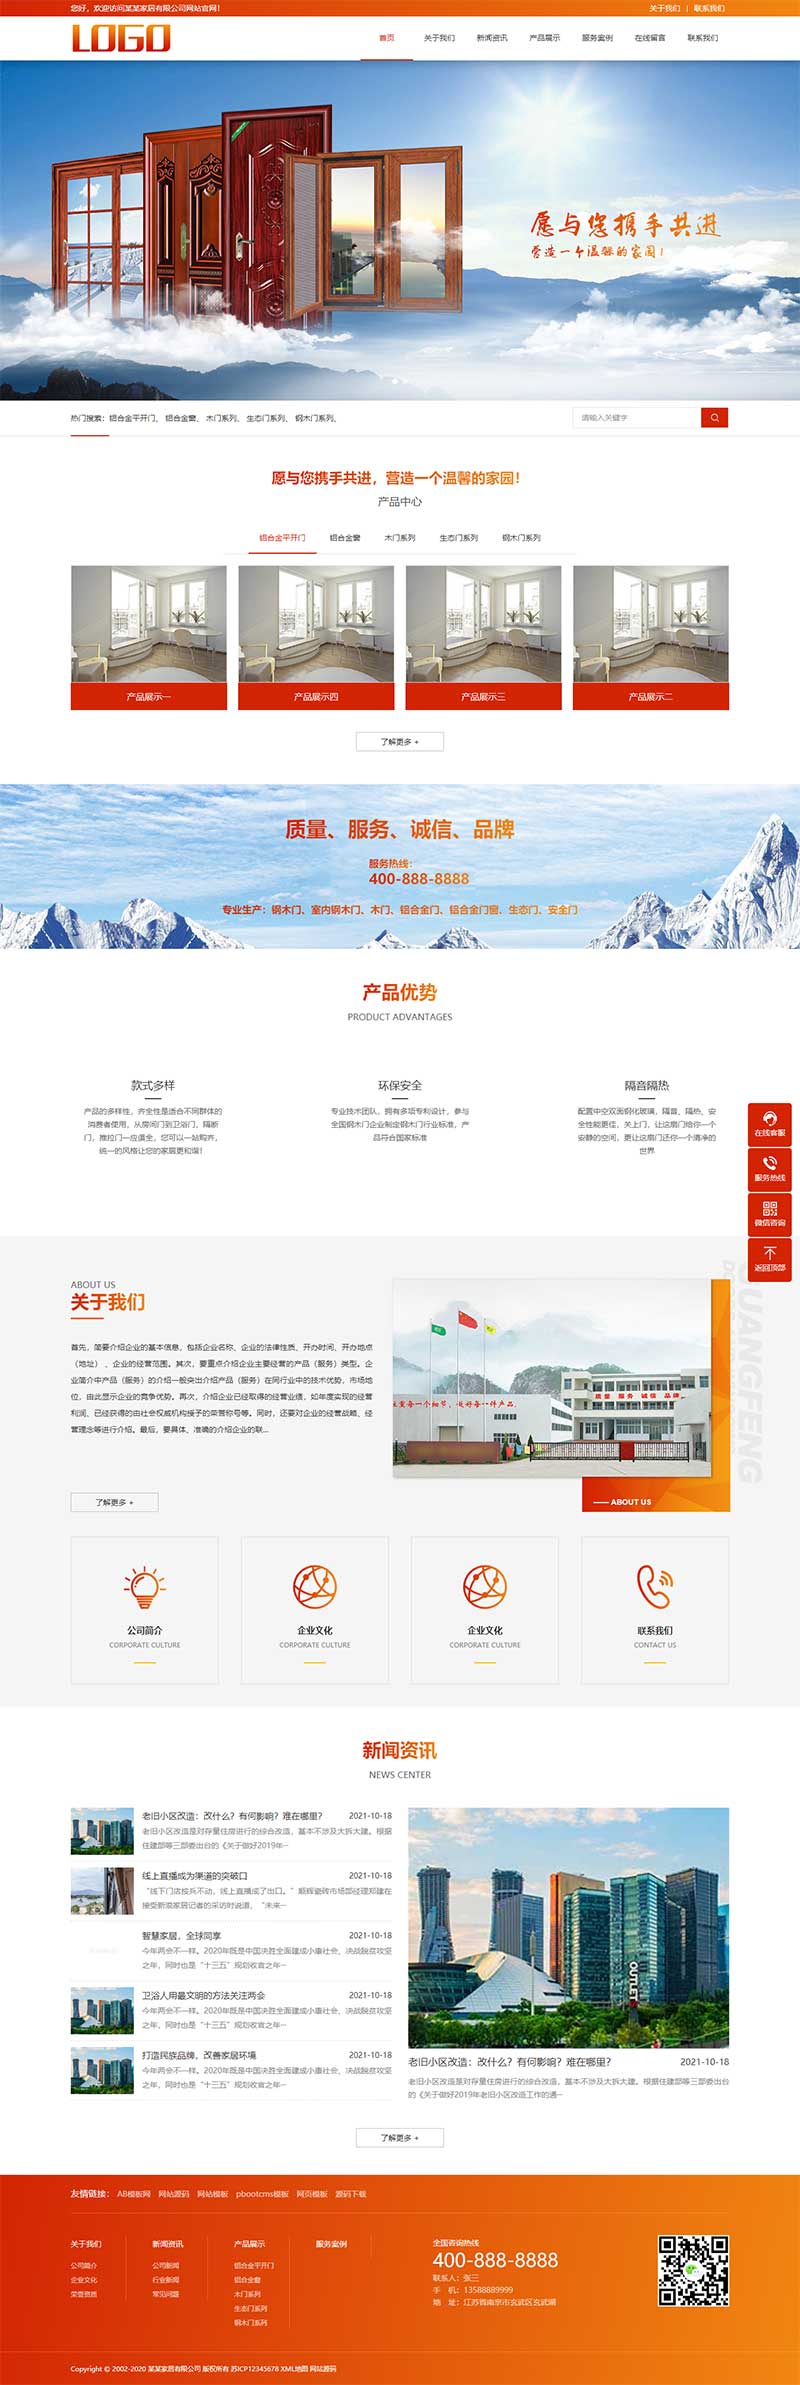 您好，欢迎访问某某家居有限公司网站官网！
关于我们 | 联系我们
LOGO
首页 关于我们 新闻资讯 产品展示 服务案例 在线留言 联系我们
愿与您携手共进
营造一个温馨的家园！
热门搜索：铝合金平开门、 铝合金窗、 木门系列、 生态门系列、 钢木门系列、
请输入关键字
愿与您携手共进，营造一个温馨的家园！
产品中心
铝合金平开门 铝合金窗 木门系列 生态门系列 钢木门系列
产品展示一 产品展示四 产品展示三 产品展示二
了解更多 +
质量、服务、诚信、品牌
服务热线：
400-888-8888
专业生产：钢木门、室内钢木门、木门、铝合金门、铝合金门窗、生态门、安全门
产品优势
PRODUCT ADVANTAGES
款式多样
产品的多样性，齐全性是适合不同群体的
消费者使用，从房间门到卫浴门、隔断
门，推拉门一应俱全，您可以一站购齐，
统一的风格让您的家居更和谐！
环保安全
专业技术团队，拥有多项专利设计，参与
全国钢木门企业制定钢木门行业标准，产
品符合国家标准
隔音隔热
配置中空双面钢化玻璃，隔音、隔热、安
全性能更佳，关上门，让这扇门给你一个
安静的空间，更让这扇门还你一个清净的
世界
在线客服
服务热线
微信咨询
返回顶部
ABOUT US
关于我们
首先，简要介绍企业的基本信息，包括企业名称、企业的法律性质、开办时间、开办地点
（地址）、企业的经营范围。其次，要重点介绍企业主要经营的产品（服务）类型。企
业简介中产品（服务）的介绍一般突出介绍产品（服务）在同行业中的技术优势，市场地
位，由此显示企业的竞争优势。再次，介绍企业已经取得的经营业绩，如年度实现的经营
利润、已经获得的由社会权威机构授予的荣誉称号等。同时，还要对企业的经营战略、经
营理念等进行介绍。最后，要具体、准确的介绍企业的联...
了解更多 +
质量 服务 诚信 品牌
注重每一个细节，做好每一件产品。
—— ABOUT US
UANGFENG
公司简介
CORPORATE CULTURE
企业文化
CORPORATE CULTURE
企业文化
CORPORATE CULTURE
联系我们
CONTACT US
新闻资讯
NEWS CENTER
老旧小区改造：改什么？有何影响？难在哪里？ 2021-10-18
老旧小区改造是对存量住房进行的综合改造，基本不涉及大拆大建。根据
住建部等三部委出台的《关于做好2019年···
线上直播成为渠道的突破口 2021-10-18
“线下门店按兵不动，线上直播成了出口。”顺辉瓷砖市场部经理郑建在
接受新浪家居记者的采访时说道，“未来···
智慧家居，全球同享 2021-10-18
今年两会不一样。2020年既是中国决胜全面建成小康社会、决战脱贫攻坚
之年，同时也是“十三五”规划收官之年···
卫浴人用最文明的方法关注两会 2021-10-18
今年两会不一样。2020年既是中国决胜全面建成小康社会、决战脱贫攻坚
之年，同时也是“十三五”规划收官之年···
打造民族品牌，改善家居环境 2021-10-18
今年两会不一样。2020年既是中国决胜全面建成小康社会、决战脱贫攻坚
之年，同时也是“十三五”规划收官之年···
OUTLET
老旧小区改造：改什么？有何影响？难在哪里？ 2021-10-18
老旧小区改造是对存量住房进行的综合改造，基本不涉及大拆大建。根据住建部等三部委出台
的《关于做好2019年老旧小区改造工作的通···
了解更多 +
友情链接： AB模板网 网站源码 网站模板 pbootcms模板 网页模板 源码下载
关于我们
公司简介
企业文化
荣誉资质
新闻资讯
公司新闻
行业新闻
常见问题
产品展示
铝合金平开门
铝合金窗
木门系列
生态门系列
钢木门系列
服务案例
全国咨询热线
400-888-8888
联系人：张三
手 机：13588889999
地 址：江苏省南京市玄武区玄武湖
Copyright © 2002-2020 某某家居有限公司 版权所有 苏ICP12345678 XML地图 网站源码